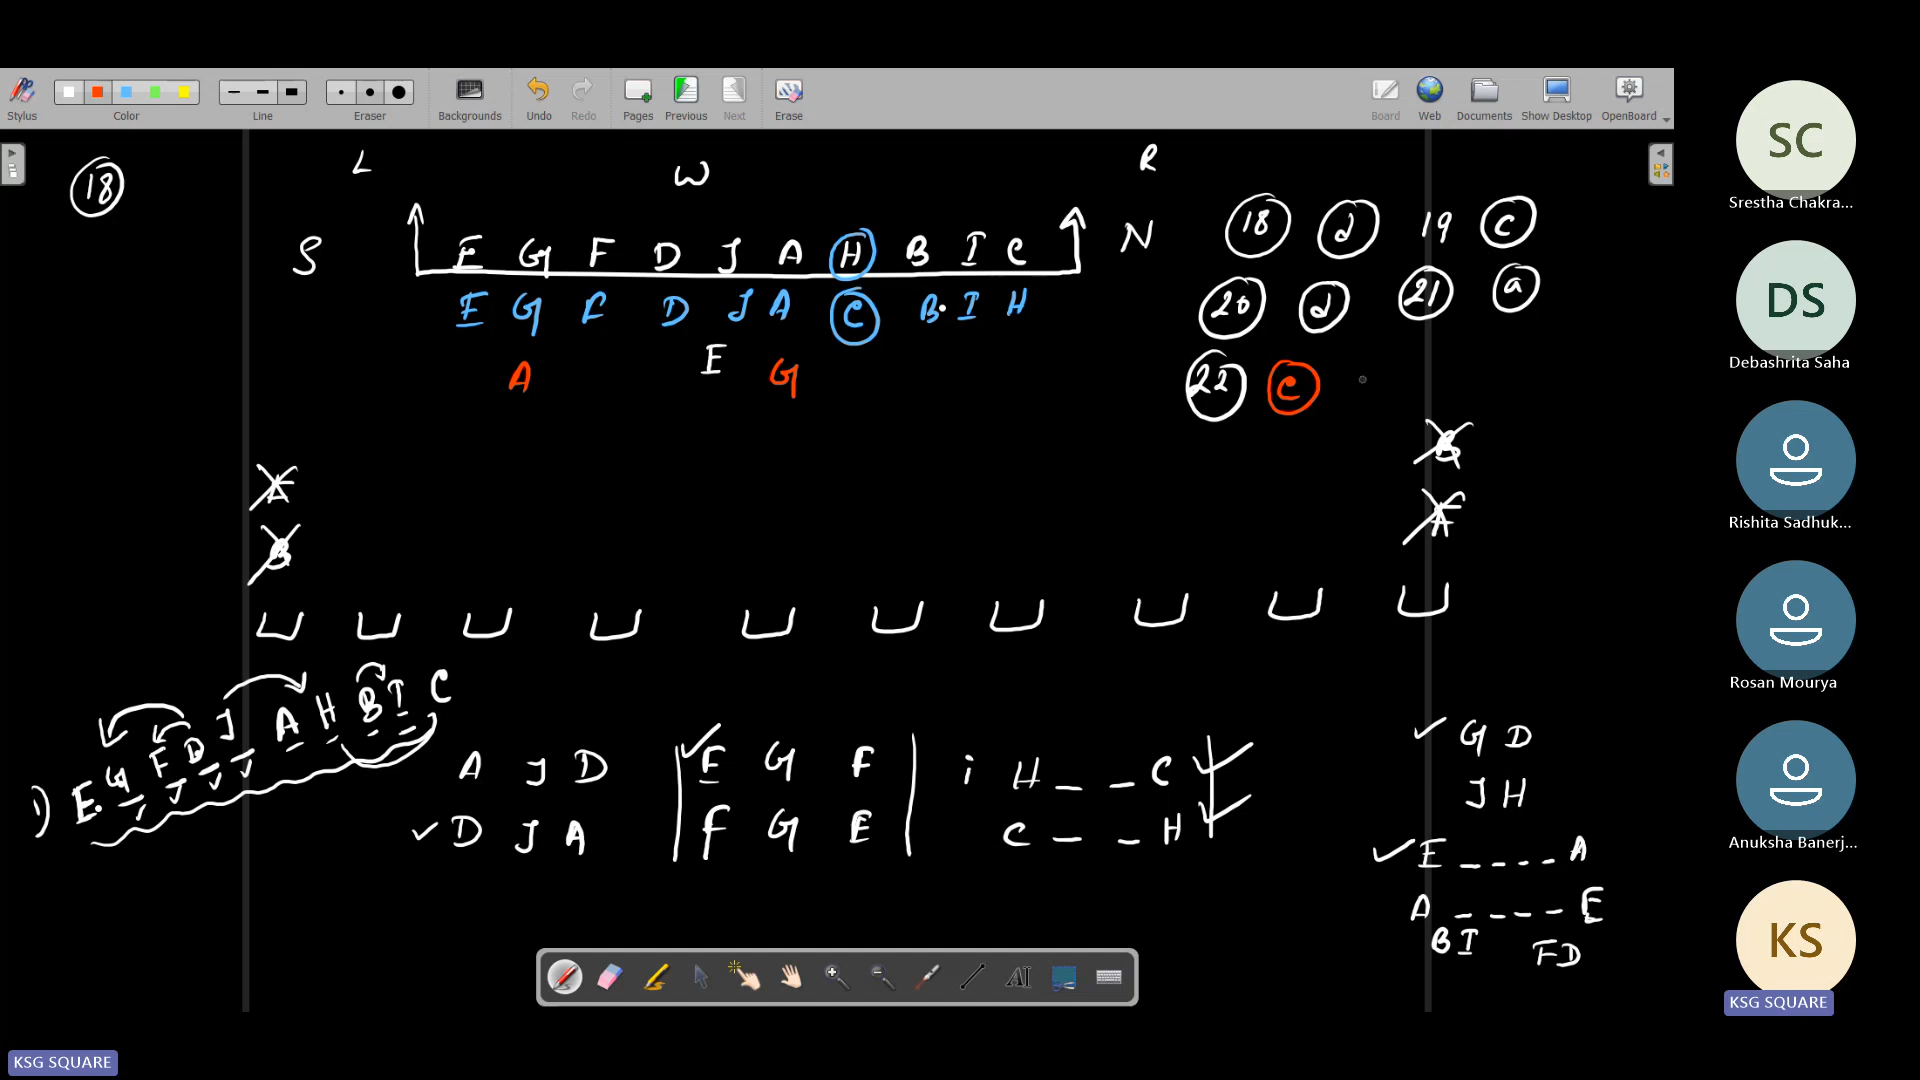 Stylus
Color
Line
Eraser
Backgrounds
Undo
Redo
Pages
Previous
Next
Erase
Board
Web
Documents
Show Desktop
OpenBoard
18
L W R
S E G F D J A H B I C N
E G F D J A C B I H
E
A G
18 d 19 c
20 d 21 a
22 c
B
A
A
B
1) E G F D J A H B I C
A J D E G F i H _ _ C
D J A F G E C _ _ H
G D
J H
E _ _ _ _ A
A _ _ _ _ E
B I F D
SC
Srestha Chakra...
DS
Debashrita Saha
Rishita Sadhuk...
Rosan Mourya
Anuksha Banerj...
KS
KSG SQUARE
KSG SQUARE